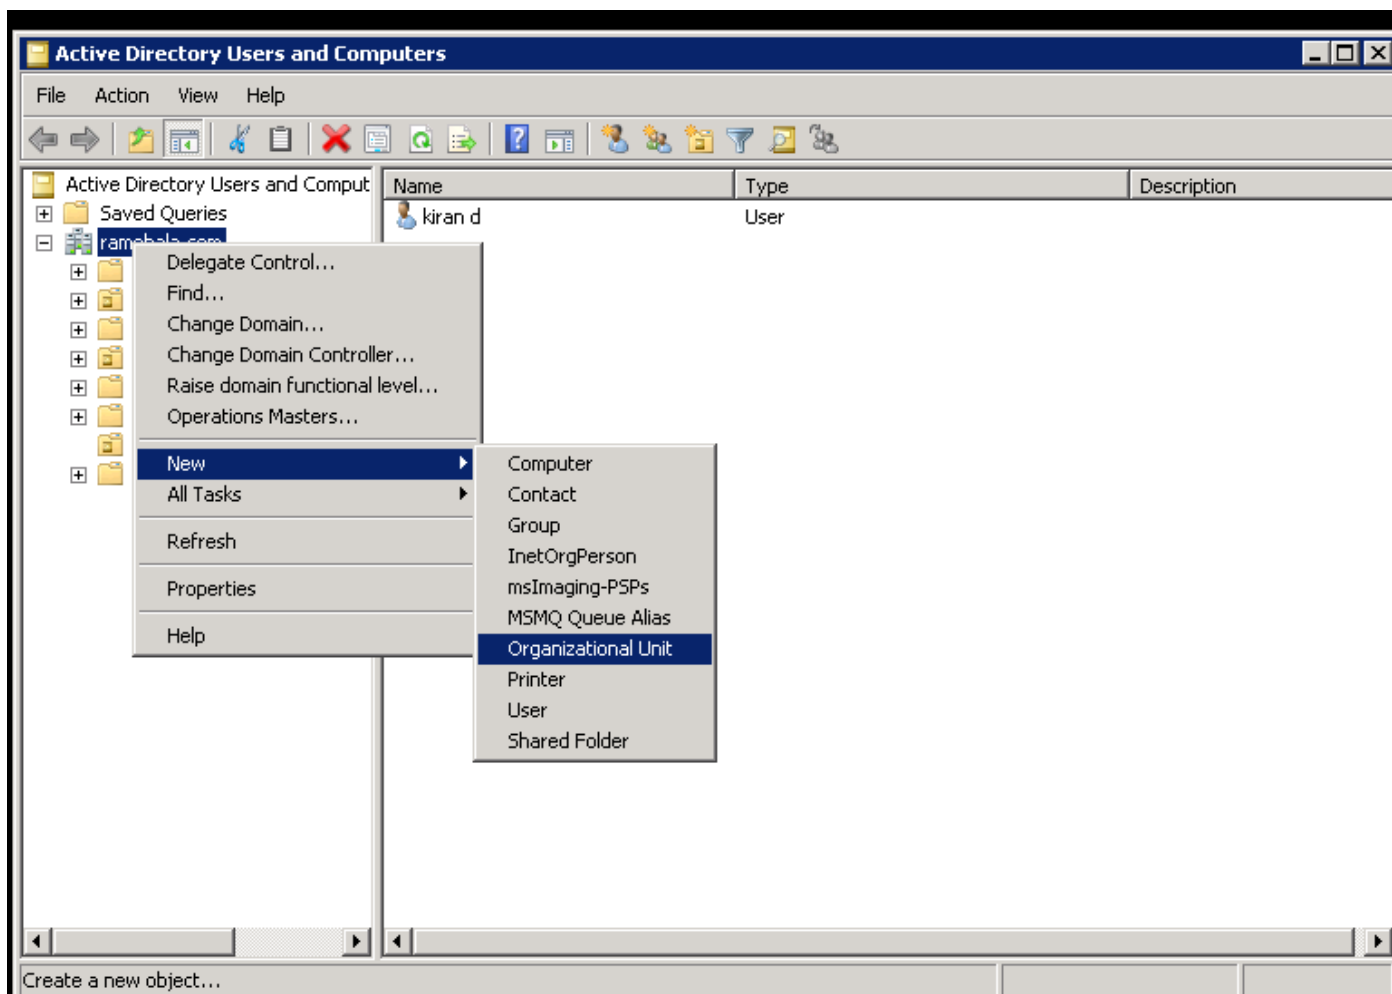 Active Directory Users and Computers
File Action View Help
Active Directory Users and Comput
Name Type Description
Saved Queries
kiran d User
Delegate Control...
Find...
Change Domain...
Change Domain Controller...
Raise domain functional level...
Operations Masters...
New
All Tasks
Refresh
Properties
Help
Computer
Contact
Group
InetOrgPerson
msImaging-PSPs
MSMQ Queue Alias
Organizational Unit
Printer
User
Shared Folder
Create a new object...